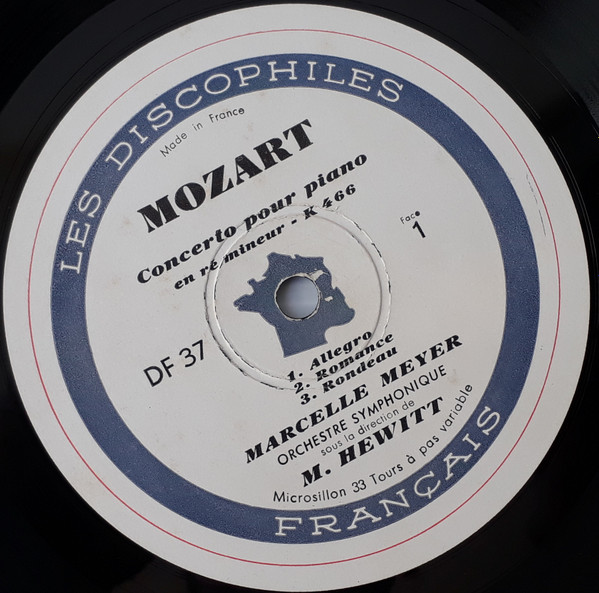 LES DISCOPHILES
FRANÇAIS
Made in France
MOZART
Concerto pour piano
en ré mineur - K 466
Face
1
DF 37
1. Allegro
2. Romance
3. Rondeau
MARCELLE MEYER
ORCHESTRE SYMPHONIQUE
sous la direction de
M. HEWITT
Microsillon 33 Tours à pas variable